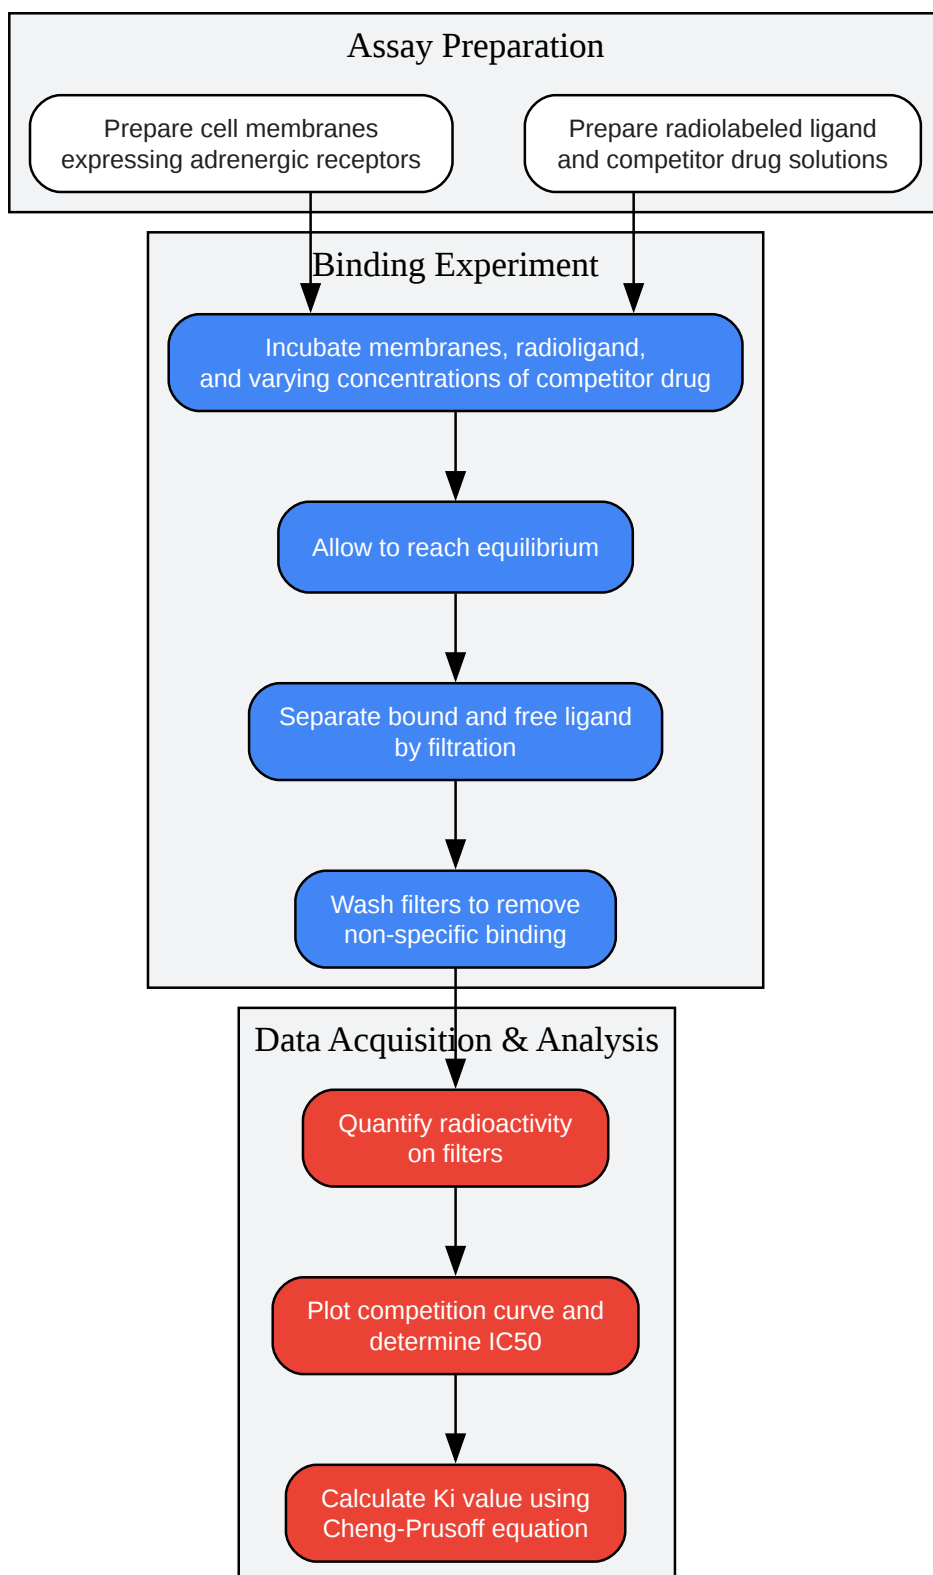 Assay Preparation
Prepare cell membranes
expressing adrenergic receptors
Prepare radiolabeled ligand
and competitor drug solutions
Binding Experiment
Incubate membranes, radioligand,
and varying concentrations of competitor drug
Allow to reach equilibrium
Separate bound and free ligand
by filtration
Wash filters to remove
non-specific binding
Data Acquisition & Analysis
Quantify radioactivity
on filters
Plot competition curve and
determine IC50
Calculate Ki value using
Cheng-Prusoff equation